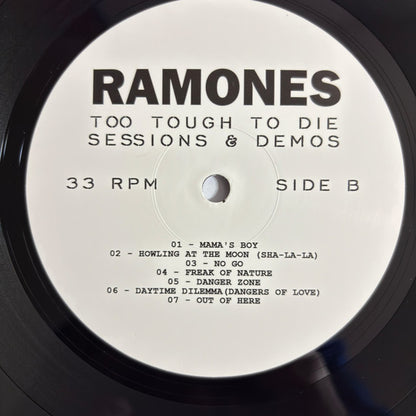 RAMONES
TOO TOUGH TO DIE
SESSIONS & DEMOS
33 RPM SIDE B
01 - MAMA'S BOY
02 - HOWLING AT THE MOON (SHA-LA-LA)
03 - NO GO
04 - FREAK OF NATURE
05 - DANGER ZONE
06 - DAYTIME DILEMMA(DANGERS OF LOVE)
07 - OUT OF HERE